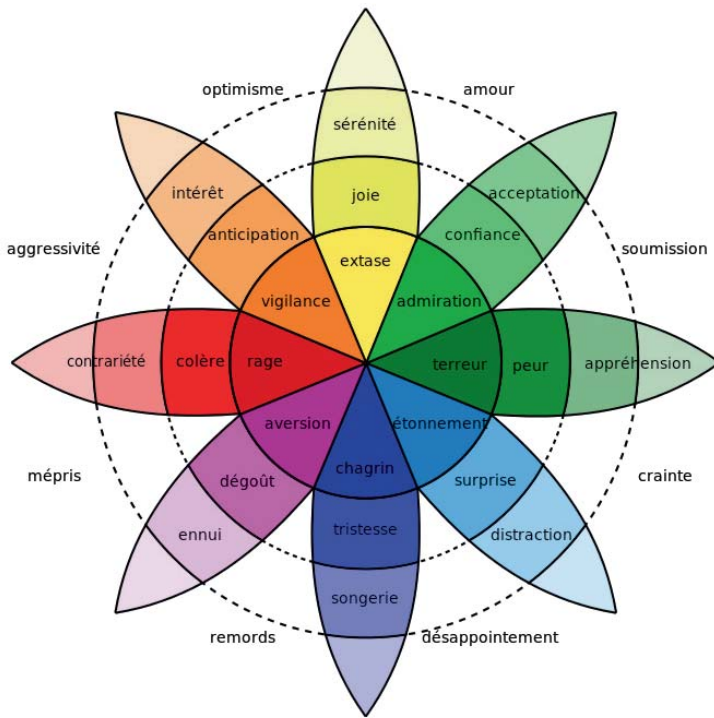 optimisme
amour
sérénité
intérêt
joie
acceptation
anticipation
confiance
aggressivité
soumission
extase
vigilance
admiration
contrariété
colère
rage
terreur
peur
appréhension
aversion
étonnement
chagrin
mépris
dégoût
surprise
crainte
ennui
tristesse
distraction
songerie
remords
désappointement